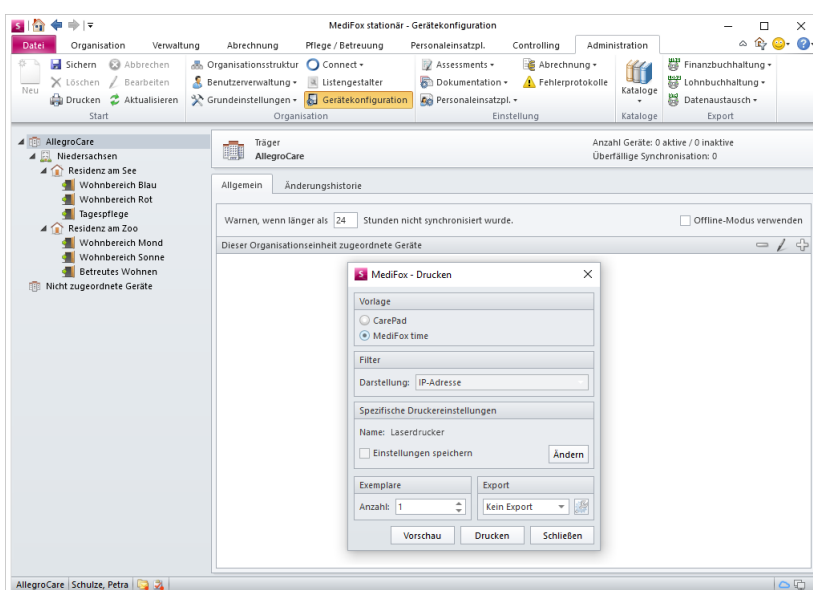 MediFox stationär - Gerätekonfiguration
Datei Organisation Verwaltung Abrechnung Pflege / Betreuung Personaleinsatzpl. Controlling Administration
Neu
Sichern Abbrechen
Löschen Bearbeiten
Drucken Aktualisieren
Start
Organisationsstruktur Connect
Benutzerverwaltung Listengestalter
Grundeinstellungen Gerätekonfiguration
Organisation
Assessments Abrechnung
Dokumentation Fehlerprotokolle
Personaleinsatzpl.
Einstellung
Kataloge
Kataloge
Finanzbuchhaltung
Lohnbuchhaltung
Datenaustausch
Export
AllegroCare
Niedersachsen
Residenz am See
Wohnbereich Blau
Wohnbereich Rot
Tagespflege
Residenz am Zoo
Wohnbereich Mond
Wohnbereich Sonne
Betreutes Wohnen
Nicht zugeordnete Geräte
Träger
AllegroCare
Anzahl Geräte: 0 aktive / 0 inaktive
Überfällige Synchronisation: 0
Allgemein Änderungshistorie
Warnen, wenn länger als 24 Stunden nicht synchronisiert wurde. Offline-Modus verwenden
Dieser Organisationseinheit zugeordnete Geräte
MediFox - Drucken
Vorlage
CarePad
MediFox time
Filter
Darstellung: IP-Adresse
Spezifische Druckereinstellungen
Name: Laserdrucker
Einstellungen speichern Ändern
Exemplare Export
Anzahl: 1 Kein Export
Vorschau Drucken Schließen
AllegroCare Schulze, Petra